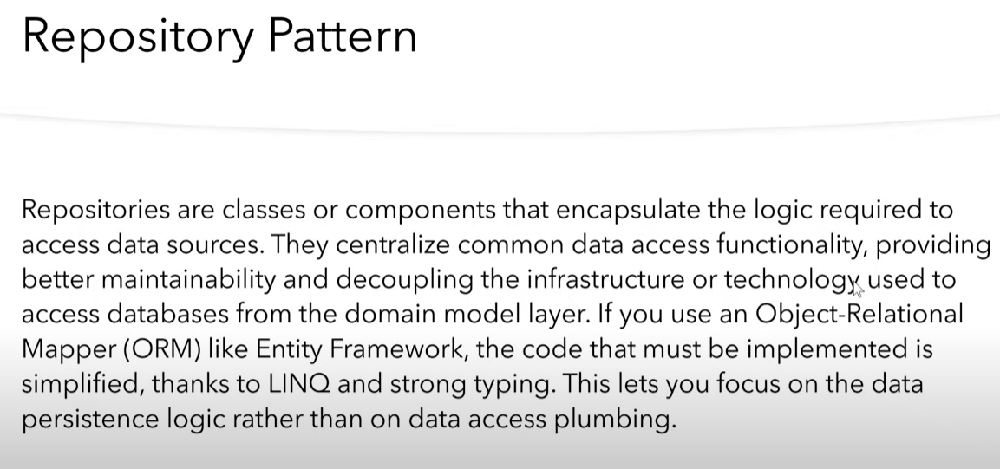 Repository Pattern
Repositories are classes or components that encapsulate the logic required to
access data sources. They centralize common data access functionality, providing
better maintainability and decoupling the infrastructure or technology used to
access databases from the domain model layer. If you use an Object-Relational
Mapper (ORM) like Entity Framework, the code that must be implemented is
simplified, thanks to LINQ and strong typing. This lets you focus on the data
persistence logic rather than on data access plumbing.